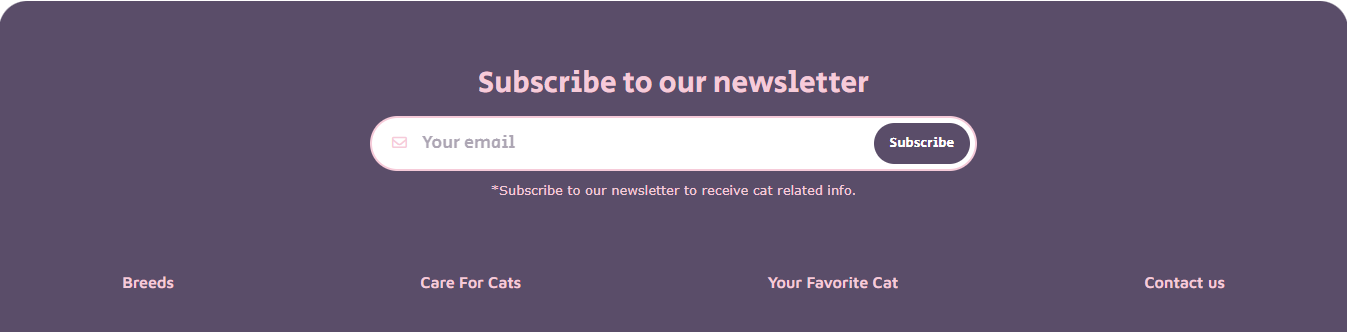 Subscribe to our newsletter
Your email
Subscribe
*Subscribe to our newsletter to receive cat related info.
Breeds
Care For Cats
Your Favorite Cat
Contact us